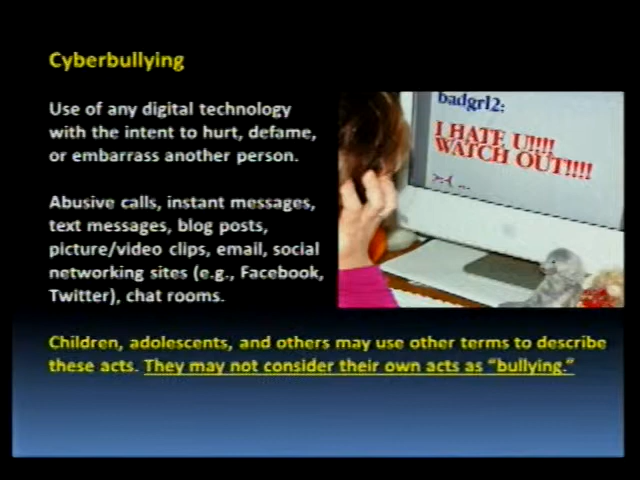 Cyberbullying
Use of any digital technology
with the intent to hurt, defame,
or embarrass another person.
Abusive calls, instant messages,
text messages, blog posts,
picture/video clips, email, social
networking sites (e.g., Facebook,
Twitter), chat rooms.
badgrl2:
I HATE U!!!!
WATCH OUT!!!!
Children, adolescents, and others may use other terms to describe
these acts. They may not consider their own acts as “bullying.”